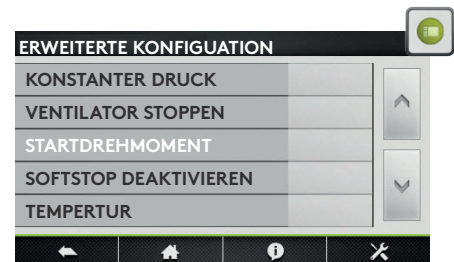 ERWEITERTE KONFIGUATION
KONSTANTER DRUCK
VENTILATOR STOPPEN
STARTDREHMOMENT
SOFTSTOP DEAKTIVIEREN
TEMPERTUR